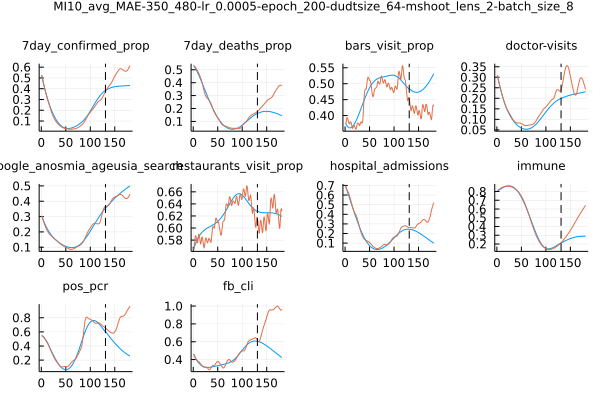 MI10_avg_MAE-350_480-lr_0.0005-epoch_200-dudtsize_64-mshoot_lens_2-batch_size_8
7day_confirmed_prop 7day_deaths_prop bars_visit_prop doctor-visits
0.6 0.5 0.4 0.3 0.2 0.1
0 50 100 150
0.5 0.4 0.3 0.2 0.1
0 50 100 150
0.55 0.50 0.45 0.40
0 50 100 150
0.35 0.30 0.25 0.20 0.15 0.10 0.05
0 50 100 150
oogle_anosmia_ageusia_search restaurants_visit_prop hospital_admissions immune
0.5 0.4 0.3 0.2 0.1
0 50 100 150
0.66 0.64 0.62 0.60 0.58
0 50 100 150
0.7 0.6 0.5 0.4 0.3 0.2 0.1
0 50 100 150
0.8 0.7 0.6 0.5 0.4 0.3 0.2
0 50 100 150
pos_pcr fb_cli
0.8 0.6 0.4 0.2
0 50 100 150
1.0 0.8 0.6 0.4
0 50 100 150